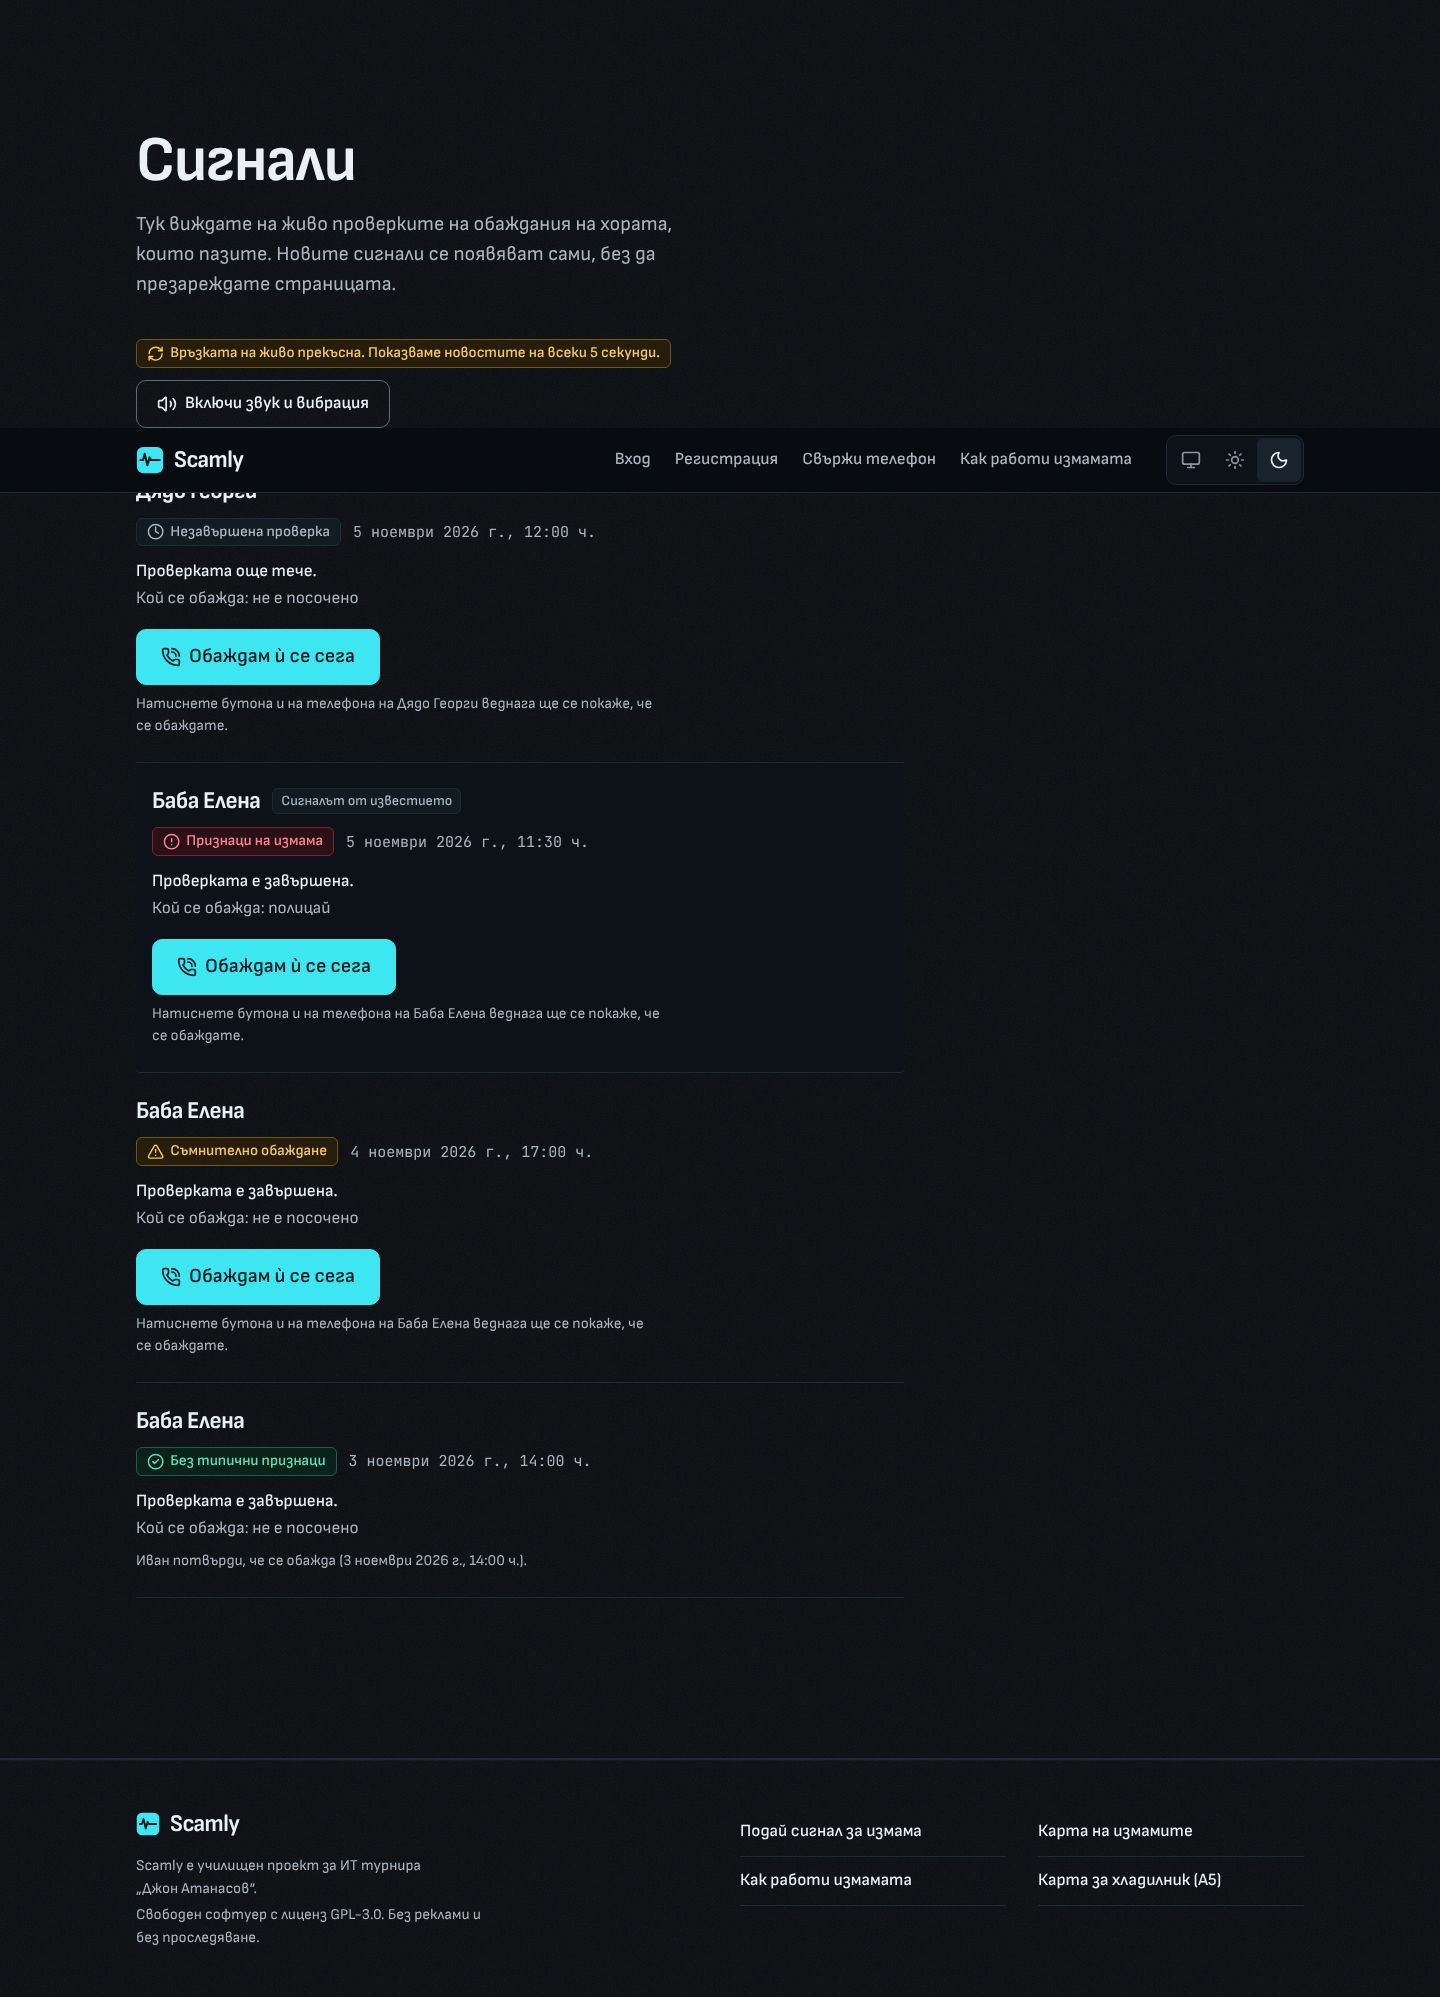 Сигнали
Тук виждате на живо проверките на обаждания на хората,
които пазите. Новите сигнали се появяват сами, без да
презареждате страницата.
Връзката на живо прекъсна. Показваме новостите на всеки 5 секунди.
Включи звук и вибрация
Scamly
Вход
Регистрация
Свържи телефон
Как работи измамата
Дядо Георги
Незавършена проверка
5 ноември 2026 г., 12:00 ч.
Проверката още тече.
Кой се обажда: не е посочено
Обаждам ѝ се сега
Натиснете бутона и на телефона на Дядо Георги веднага ще се покаже, че
се обаждате.
Баба Елена
Сигналът от известието
Признаци на измама
5 ноември 2026 г., 11:30 ч.
Проверката е завършена.
Кой се обажда: полицай
Обаждам ѝ се сега
Натиснете бутона и на телефона на Баба Елена веднага ще се покаже, че
се обаждате.
Баба Елена
Съмнително обаждане
4 ноември 2026 г., 17:00 ч.
Проверката е завършена.
Кой се обажда: не е посочено
Обаждам ѝ се сега
Натиснете бутона и на телефона на Баба Елена веднага ще се покаже, че
се обаждате.
Баба Елена
Без типични признаци
3 ноември 2026 г., 14:00 ч.
Проверката е завършена.
Кой се обажда: не е посочено
Иван потвърди, че се обажда (3 ноември 2026 г., 14:00 ч.).
Scamly
Scamly е училищен проект за ИТ турнира
„Джон Атанасов“.
Свободен софтуер с лиценз GPL-3.0. Без реклами и
без проследяване.
Подай сигнал за измама
Карта на измамите
Как работи измамата
Карта за хладилник (A5)